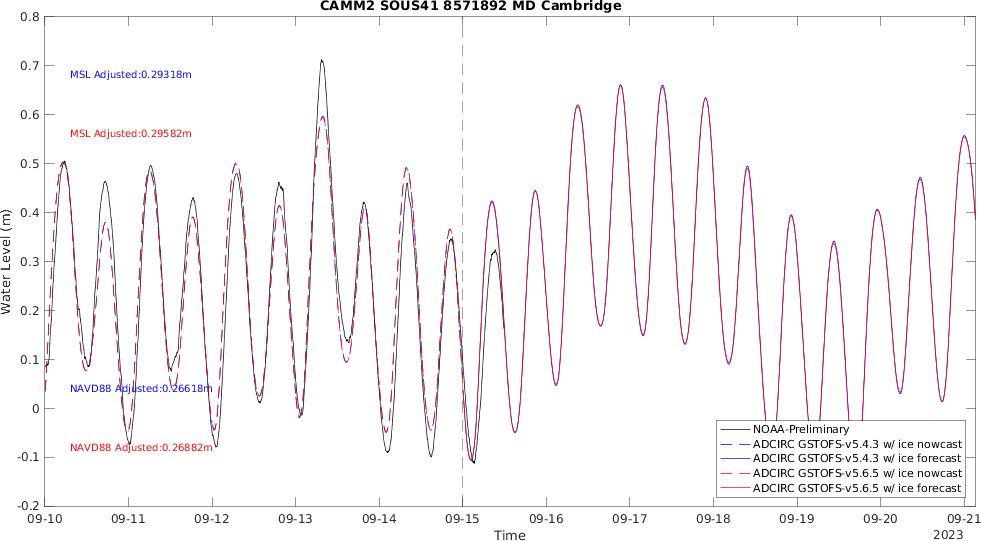 CAMM2 SOUS41 8571892 MD Cambridge
0.8
0.7
0.6
0.5
0.4
0.3
0.2
0.1
0
-0.1
-0.2
Water Level (m)
MSL Adjusted:0.29318m
MSL Adjusted:0.29582m
NAVD88 Adjusted:0.26618m
NAVD88 Adjusted:0.26882m
NOAA-Preliminary
ADCIRC GSTOFS-v5.4.3 w/ ice nowcast
ADCIRC GSTOFS-v5.4.3 w/ ice forecast
ADCIRC GSTOFS-v5.6.5 w/ ice nowcast
ADCIRC GSTOFS-v5.6.5 w/ ice forecast
09-10 09-11 09-12 09-13 09-14 09-15 09-16 09-17 09-18 09-19 09-20 09-21
Time
2023